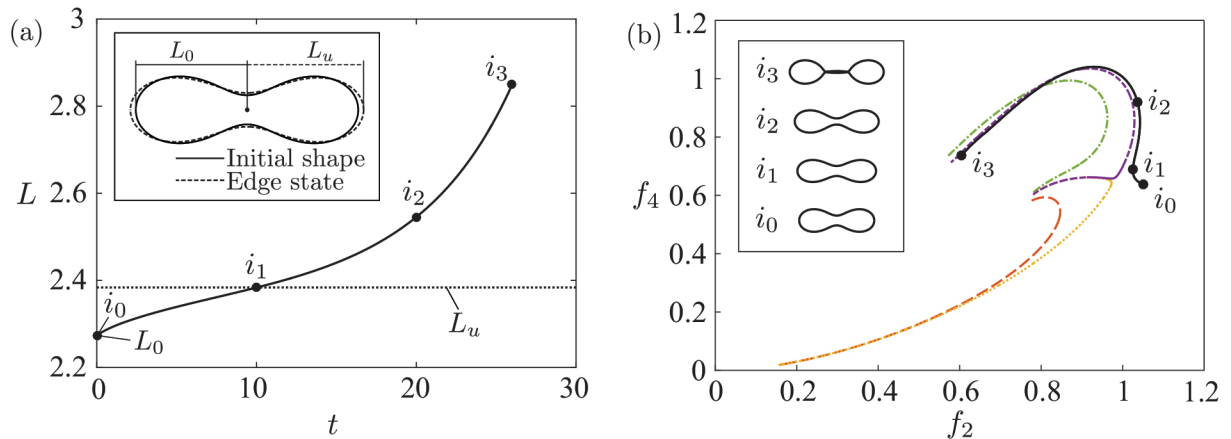 (a)
3
2.8
2.6
2.4
2.2
L
0
10
20
30
t
L₀
Lᵤ
Initial shape
Edge state
i₀
L₀
i₁
i₂
i₃
Lᵤ
(b)
1.2
1
0.8
0.6
0.4
0.2
0
f₄
0
0.2
0.4
0.6
0.8
1
1.2
f₂
i₃
i₂
i₁
i₀
i₂
i₁
i₀
i₃